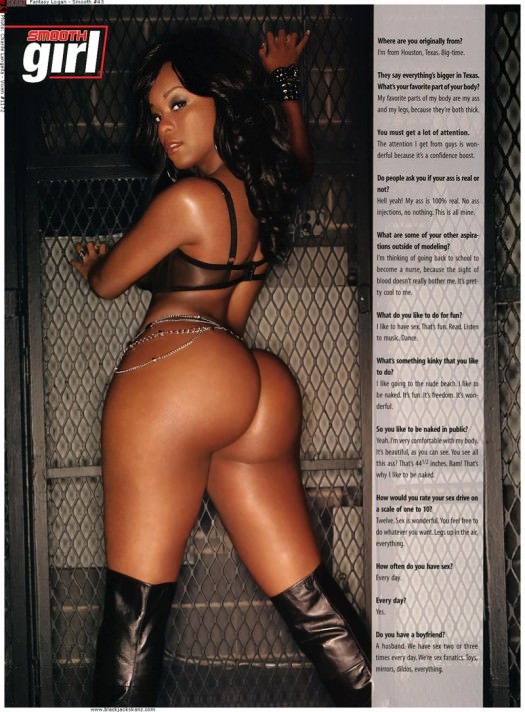 Fantasy Logan - Smooth #43
SMOOTH
girl
Where are you originally from?
I'm from Houston, Texas. Big-time.
They say everything's bigger in Texas.
What's your favorite part of your body?
My favorite parts of my body are my ass
and my legs, because they're both thick.
You must get a lot of attention.
The attention I get from guys is won-
derful because it's a confidence boost.
Do people ask you if your ass is real or
not?
Hell yeah! My ass is 100% real. No ass
injections, no nothing. This is all mine.
What are some of your other aspira-
tions outside of modeling?
I'm thinking of going back to school to
become a nurse, because the sight of
blood doesn't really bother me. It's pret-
ty cool to me.
What do you like to do for fun?
I like to have sex. That's fun. Read. Listen
to music. Dance.
What's something kinky that you like
to do?
I like going to the nude beach. I like to
be naked. It's fun. It's freedom. It's won-
derful.
So you like to be naked in public?
Yeah. I'm very comfortable with my body.
It's beautiful, as you can see. You see all
this ass? That's 44 1/2 inches. Bam! That's
why I like to be naked.
How would you rate your sex drive on
a scale of one to 10?
Twelve. Sex is wonderful. You feel free to
do whatever you want. Legs up in the air,
everything.
How often do you have sex?
Every day.
Every day?
Yes.
Do you have a boyfriend?
A husband. We have sex two or three
times every day. We're sex fanatics. Toys,
mirrors, dildos, everything.
www.blackjackskanz.com